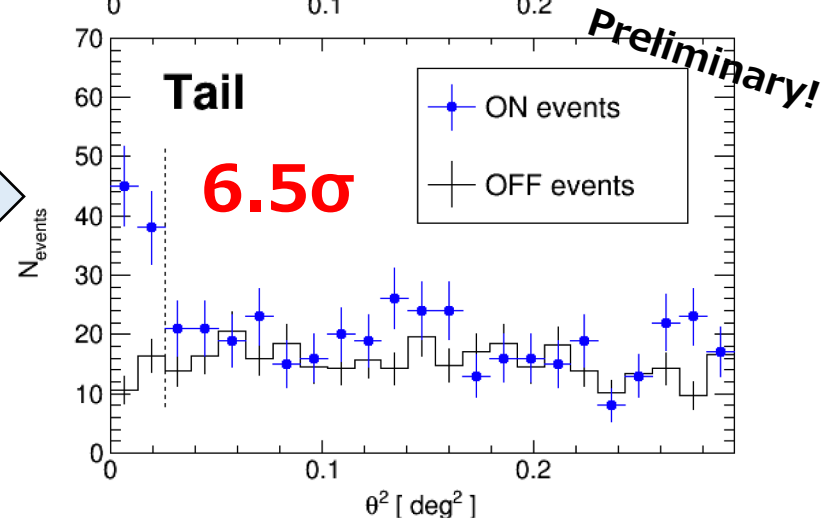 0 0.1 0.2
Preliminary!
70
60
50
40
30
20
10
0
N_events
Tail
6.5σ
ON events
OFF events
0 0.1 0.2
θ² [ deg² ]